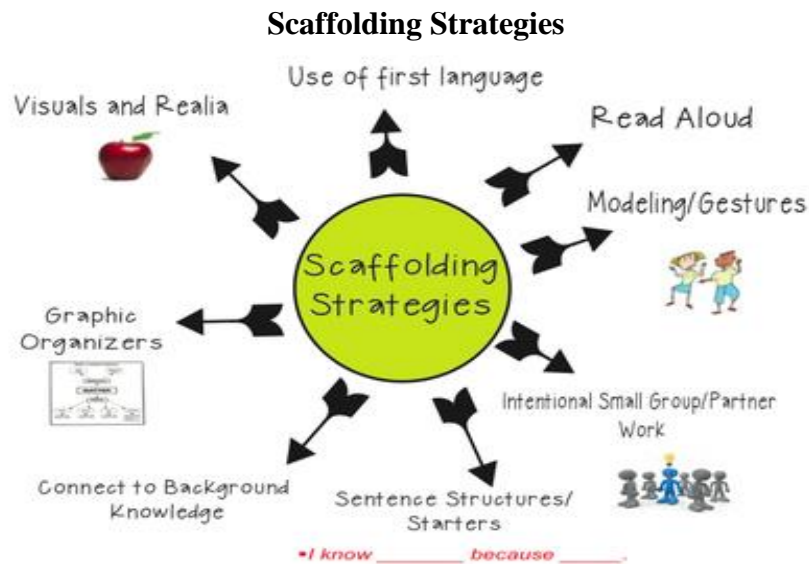 Scaffolding Strategies
Use of first language
Visuals and Realia
Read Aloud
Modeling/Gestures
Scaffolding
Strategies
Graphic
Organizers
Intentional Small Group/Partner
Work
Connect to Background
Knowledge
Sentence Structures/
Starters
•I know ________ because ______.